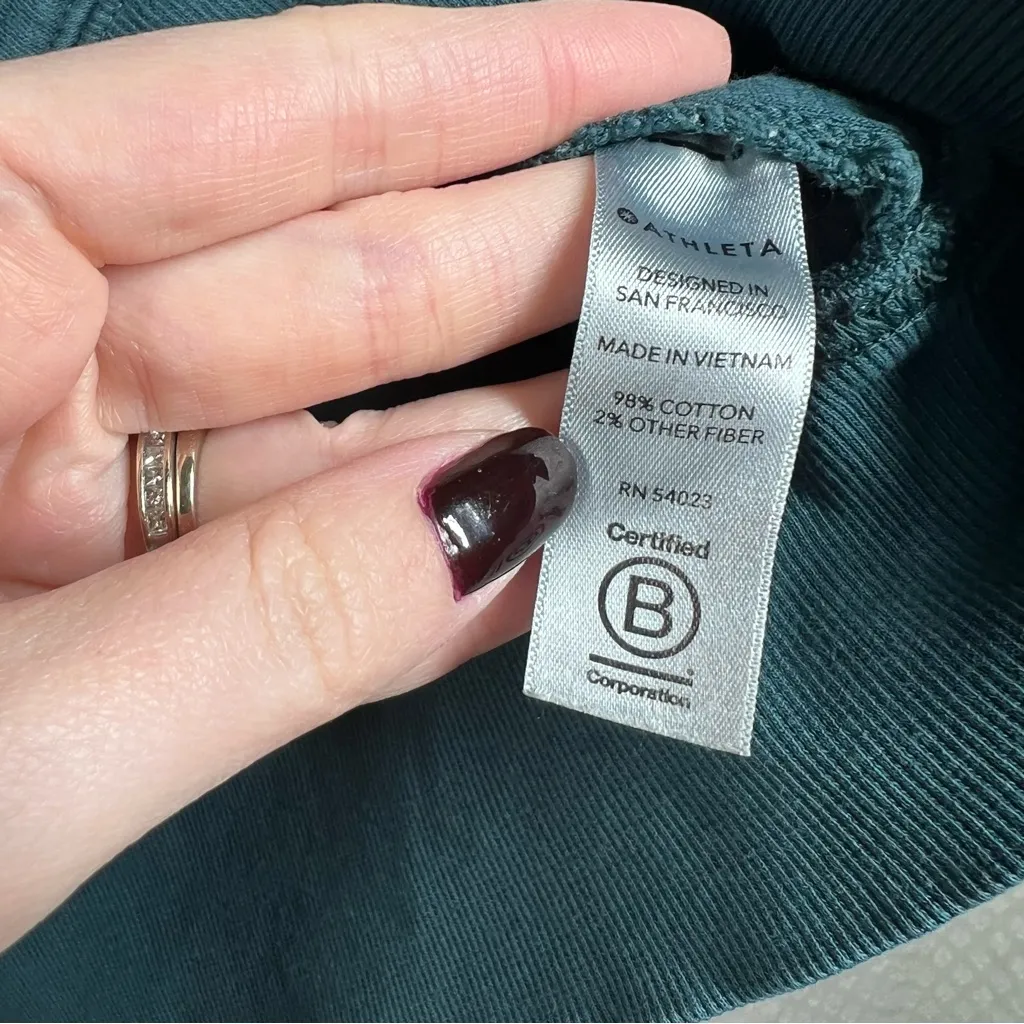 ATHLETA
DESIGNED IN
SAN FRANCISCO
MADE IN VIETNAM
98% COTTON
2% OTHER FIBER
RN 54023
Certified
B
Corporation